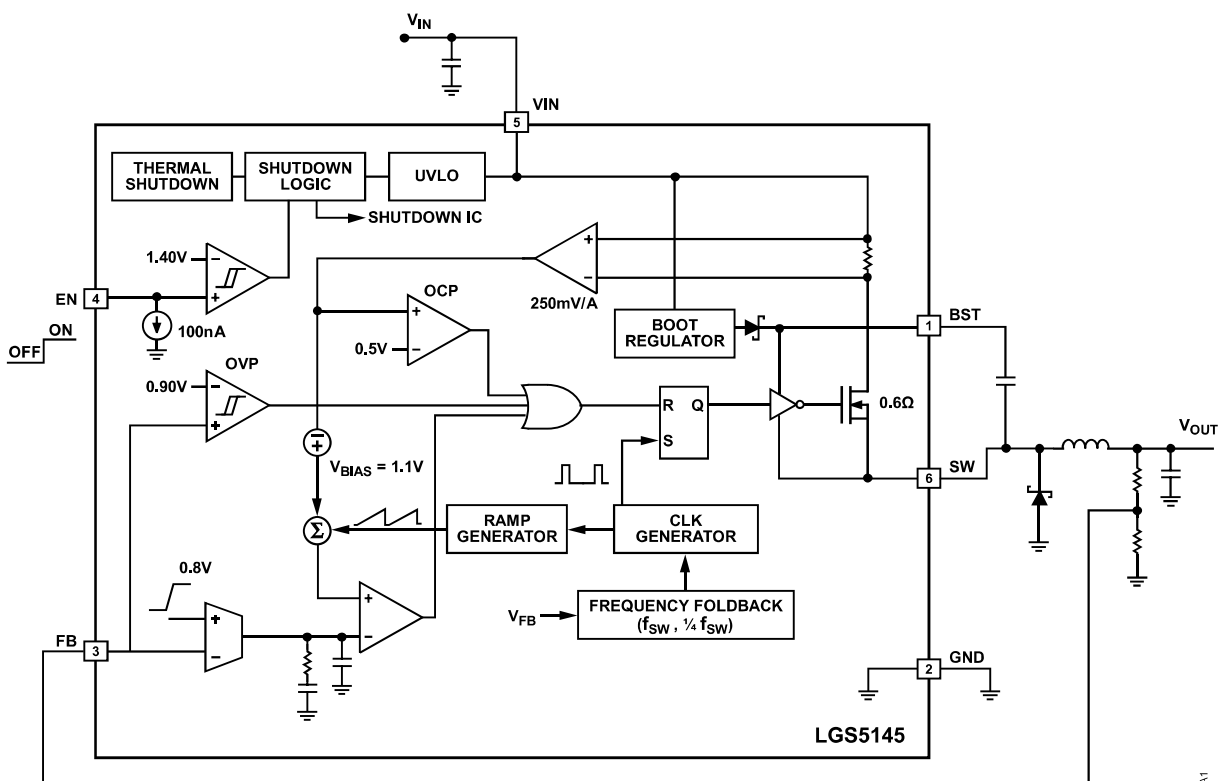 VIN
VIN
5
THERMAL
SHUTDOWN
SHUTDOWN
LOGIC
UVLO
SHUTDOWN IC
1.40V
−
+
EN
4
100nA
ON
OFF
+
−
250mV/A
OCP
+
0.5V
−
BOOT
REGULATOR
1
BST
OVP
0.90V
−
+
R
Q
S
0.6Ω
VOUT
SW
6
− +
VBIAS = 1.1V
Σ
RAMP
GENERATOR
CLK
GENERATOR
0.8V
+
−
+
−
VFB
FREQUENCY FOLDBACK
(fSW , ¼ fSW)
FB
3
2
GND
LGS5145